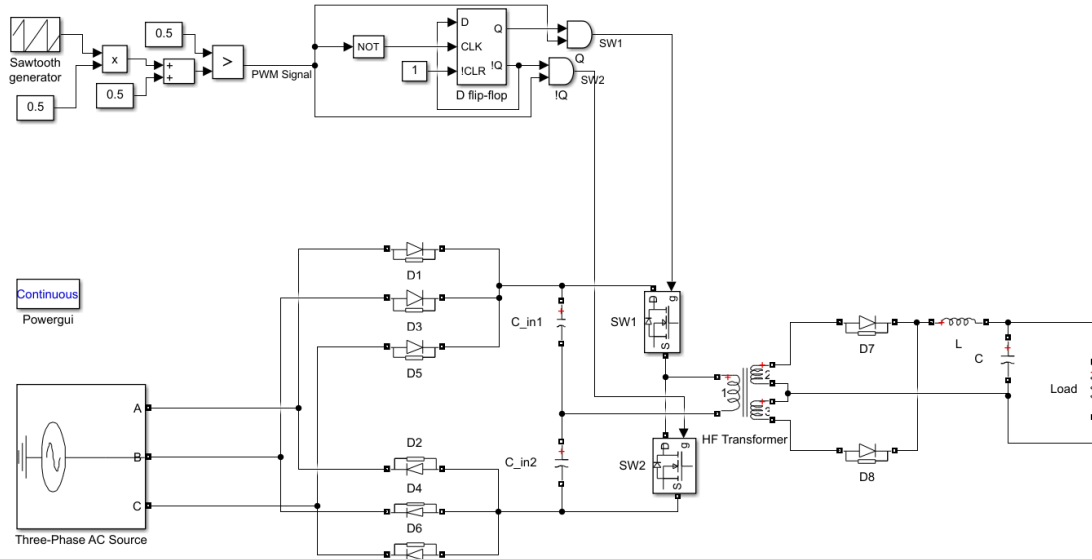 0.5
Sawtooth
generator
x
0.5
+
+
0.5
>
PWM Signal
NOT
1
D
CLK
!CLR
Q
!Q
D flip-flop
SW1
Q
SW2
!Q
Continuous
Powergui
D1
D3
D5
C_in1
SW1
D
g
S
A
B
C
Three-Phase AC Source
D2
D4
D6
C_in2
SW2
D
g
S
+
1
+
2
+
3
HF Transformer
D7
D8
+
L
C
+
Load
+
+